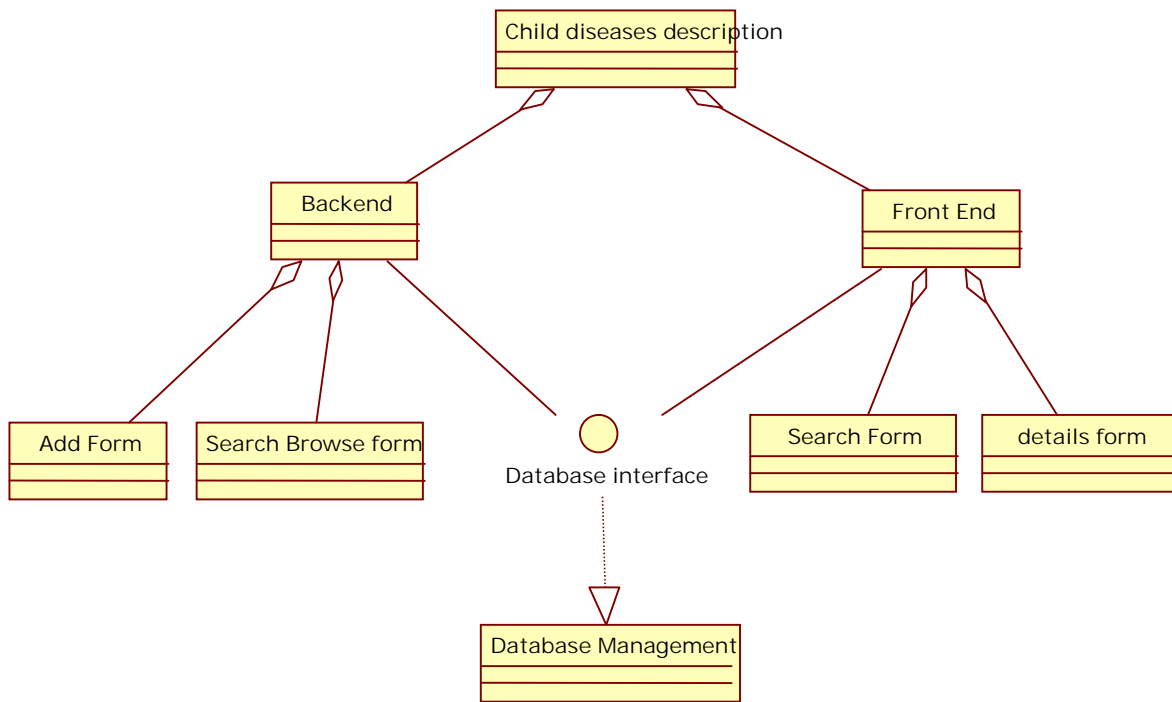 Child diseases description
Backend
Front End
Add Form
Search Browse form
Search Form
details form
Database interface
Database Management